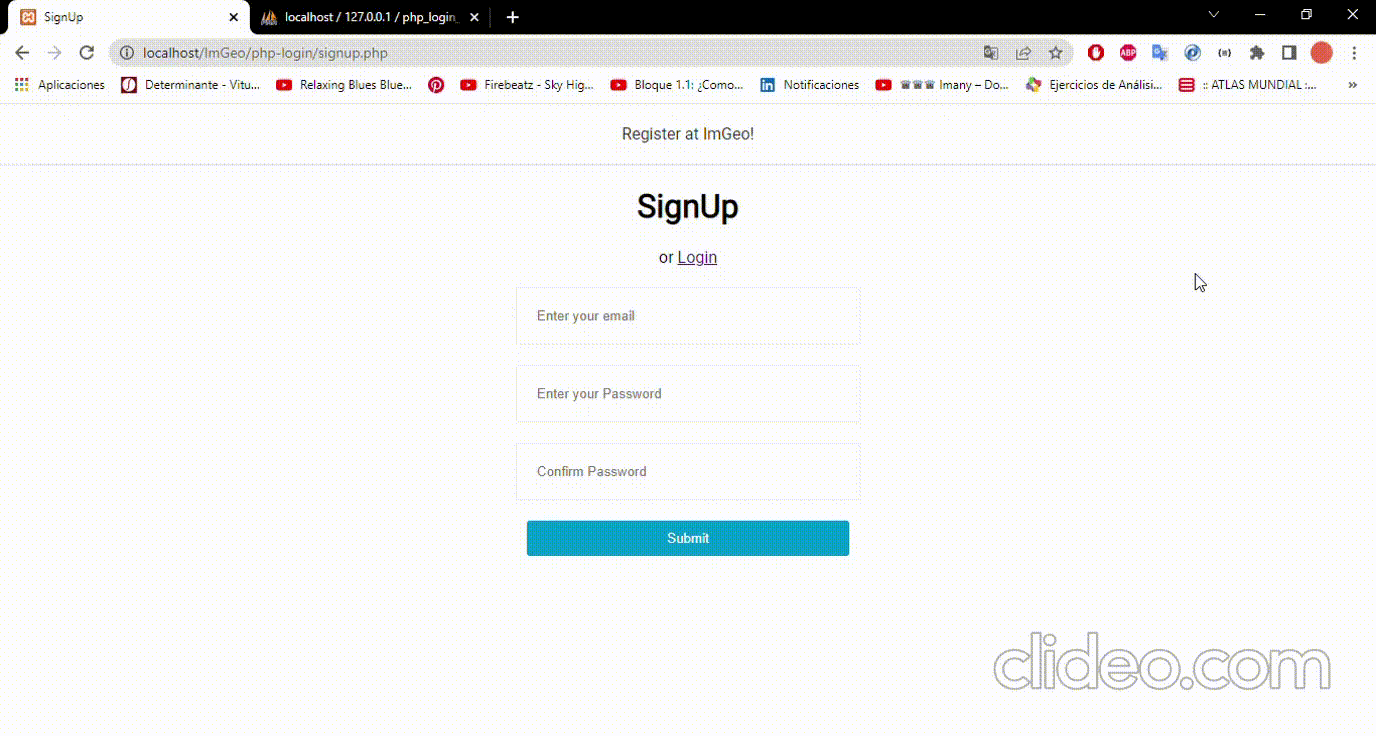 SignUp
localhost / 127.0.0.1 / php_login_
localhost/ImGeo/php-login/signup.php
ABP
Aplicaciones
Determinante - Vitu...
Relaxing Blues Blue...
Firebeatz - Sky Hig...
Bloque 1.1: ¿Como...
Notificaciones
♛♛♛ Imany – Do...
Ejercicios de Análisi...
:: ATLAS MUNDIAL :...
»
Register at ImGeo!
SignUp
or Login
Enter your email
Enter your Password
Confirm Password
Submit
clideo.com